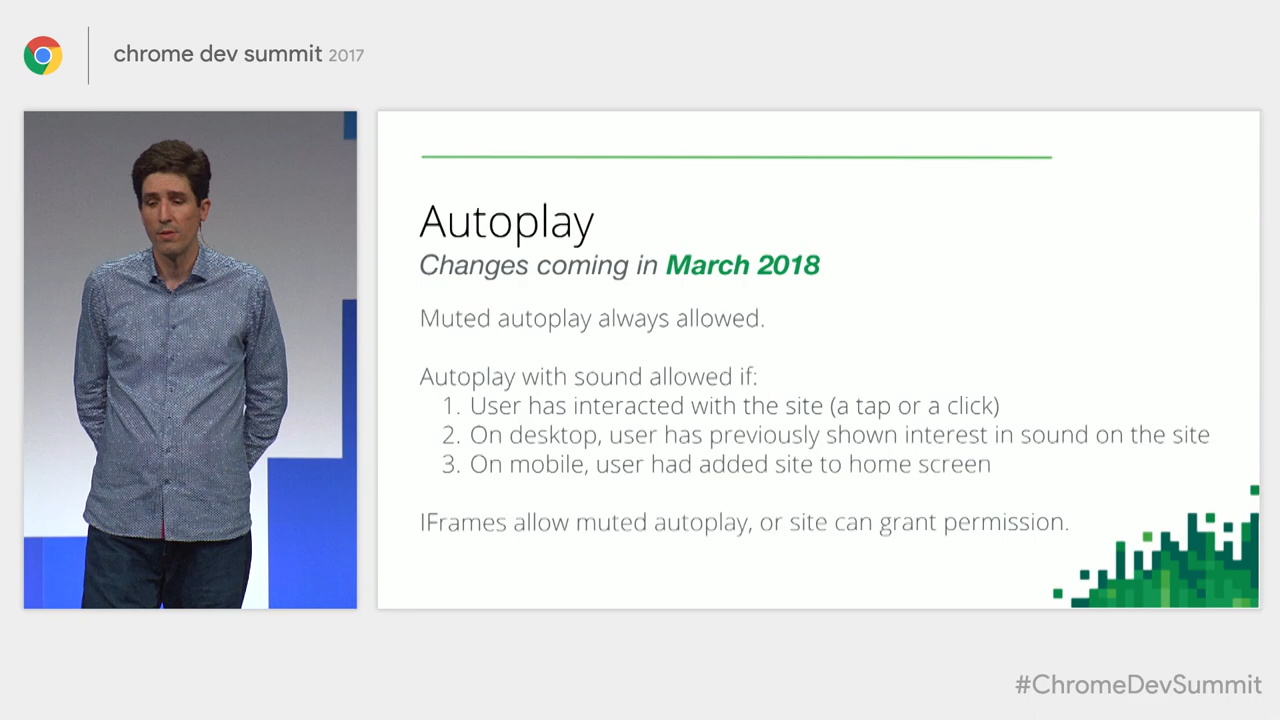 chrome dev summit 2017
Autoplay
Changes coming in March 2018
Muted autoplay always allowed.
Autoplay with sound allowed if:
1. User has interacted with the site (a tap or a click)
2. On desktop, user has previously shown interest in sound on the site
3. On mobile, user had added site to home screen
IFrames allow muted autoplay, or site can grant permission.
#ChromeDevSummit